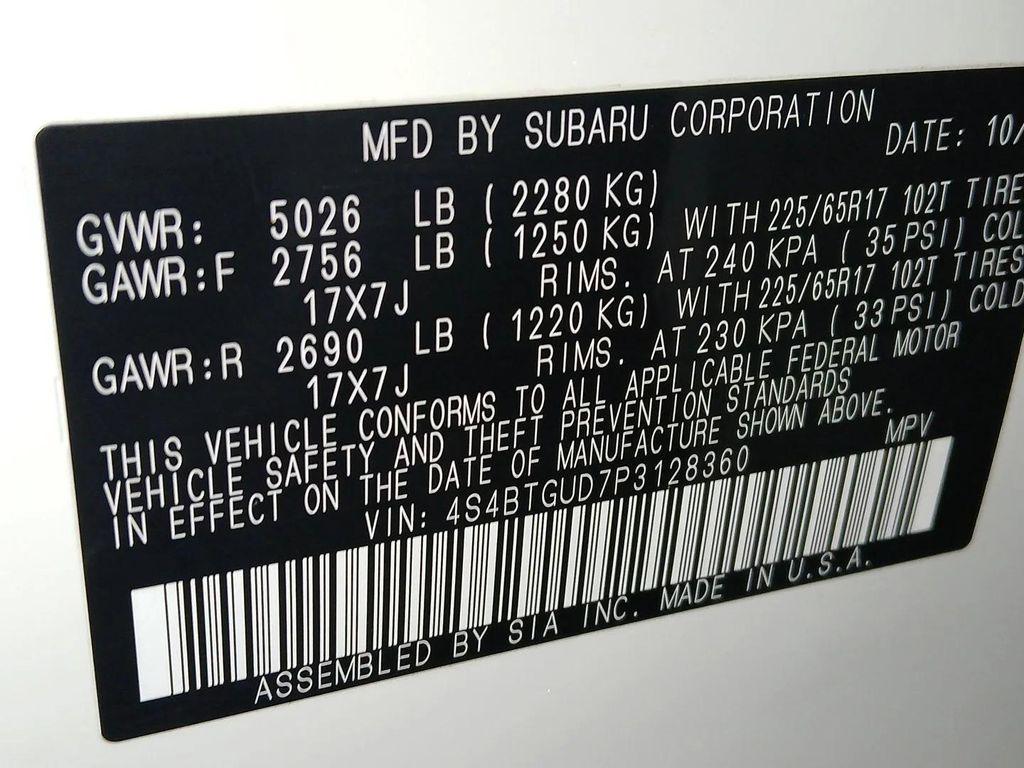 MFD BY SUBARU CORPORATION DATE: 10/
GVWR: 5026 LB ( 2280 KG)
GAWR:F 2756 LB ( 1250 KG) WITH 225/65R17 102T TIRE
17X7J RIMS. AT 240 KPA ( 35 PSI) COL
GAWR:R 2690 LB ( 1220 KG) WITH 225/65R17 102T TIRES
17X7J RIMS. AT 230 KPA ( 33 PSI) COLD
THIS VEHICLE CONFORMS TO ALL APPLICABLE FEDERAL MOTOR
VEHICLE SAFETY AND THEFT PREVENTION STANDARDS
IN EFFECT ON THE DATE OF MANUFACTURE SHOWN ABOVE.
VIN: 4S4BTGUD7P3128360 MPV
ASSEMBLED BY SIA INC. MADE IN U.S.A.